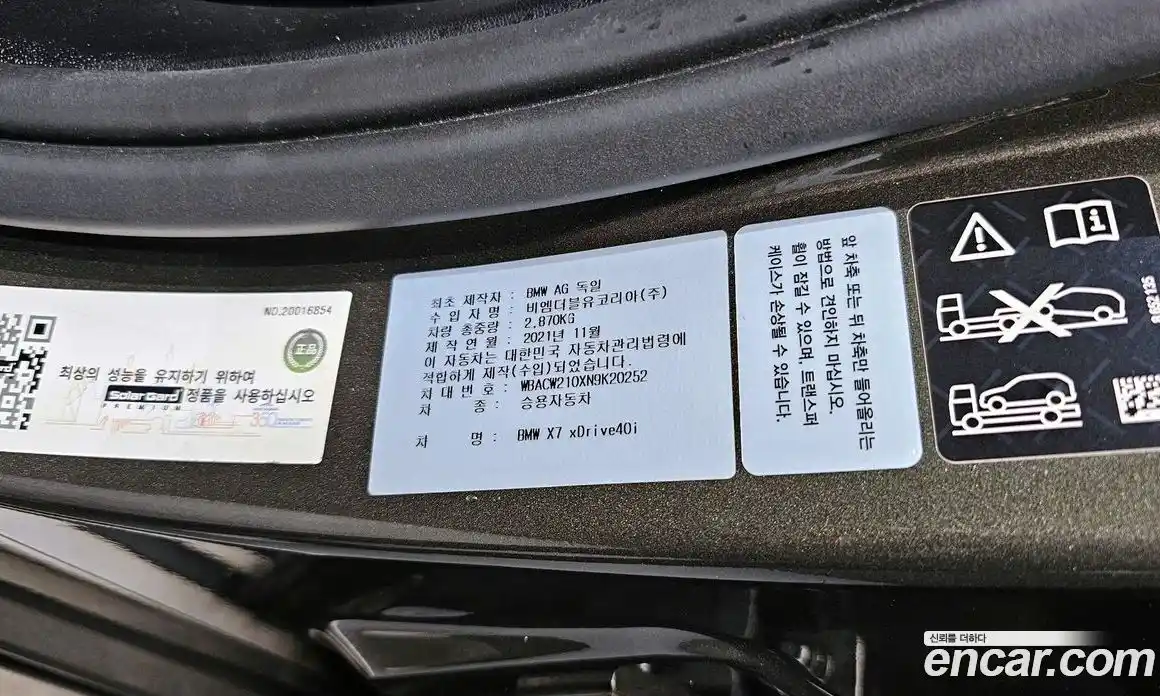 NO.20016854
正品
최상의 성능을 유지하기 위하여
Solar Gard 정품을 사용하십시오
PREMIUM
최초 제작자 : BMW AG 독일
수 입 자 명 : 비엠더블유코리아(주)
차량 총중량 : 2,870KG
제 작 연 월 : 2021년 11월
이 자동차는 대한민국 자동차관리법령에
적합하게 제작(수입)되었습니다.
차 대 번 호 : WBACW210XN9K20252
차 종 : 승용자동차
차 명 : BMW X7 xDrive40i
앞 차축 또는 뒤 차축만 들어올리는
방법으로 견인하지 마십시오.
휠이 잠길 수 있으며 트랜스퍼
케이스가 손상될 수 있습니다.
신뢰를 더하다
encar.com